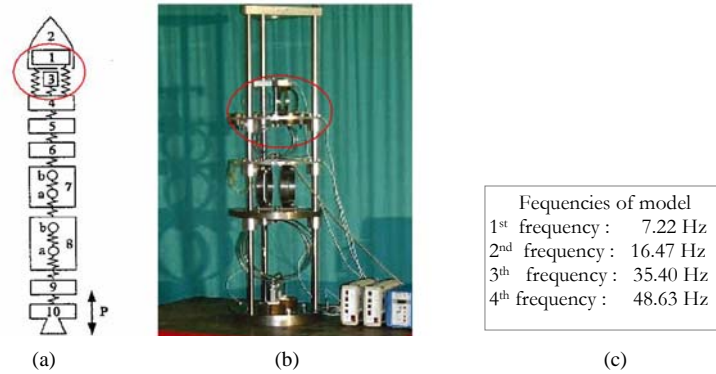 2
1
3
4
5
6
b
a
7
b
a
8
9
10
P
(a)
(b)
Fequencies of model
1st frequency : 7.22 Hz
2nd frequency : 16.47 Hz
3th frequency : 35.40 Hz
4th frequency : 48.63 Hz
(c)